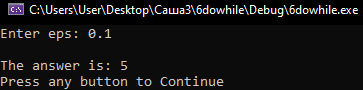 C:\Users\User\Desktop\Саша3\6dowhile\Debug\6dowhile.exe
Enter eps: 0.1
The answer is: 5
Press any button to Continue